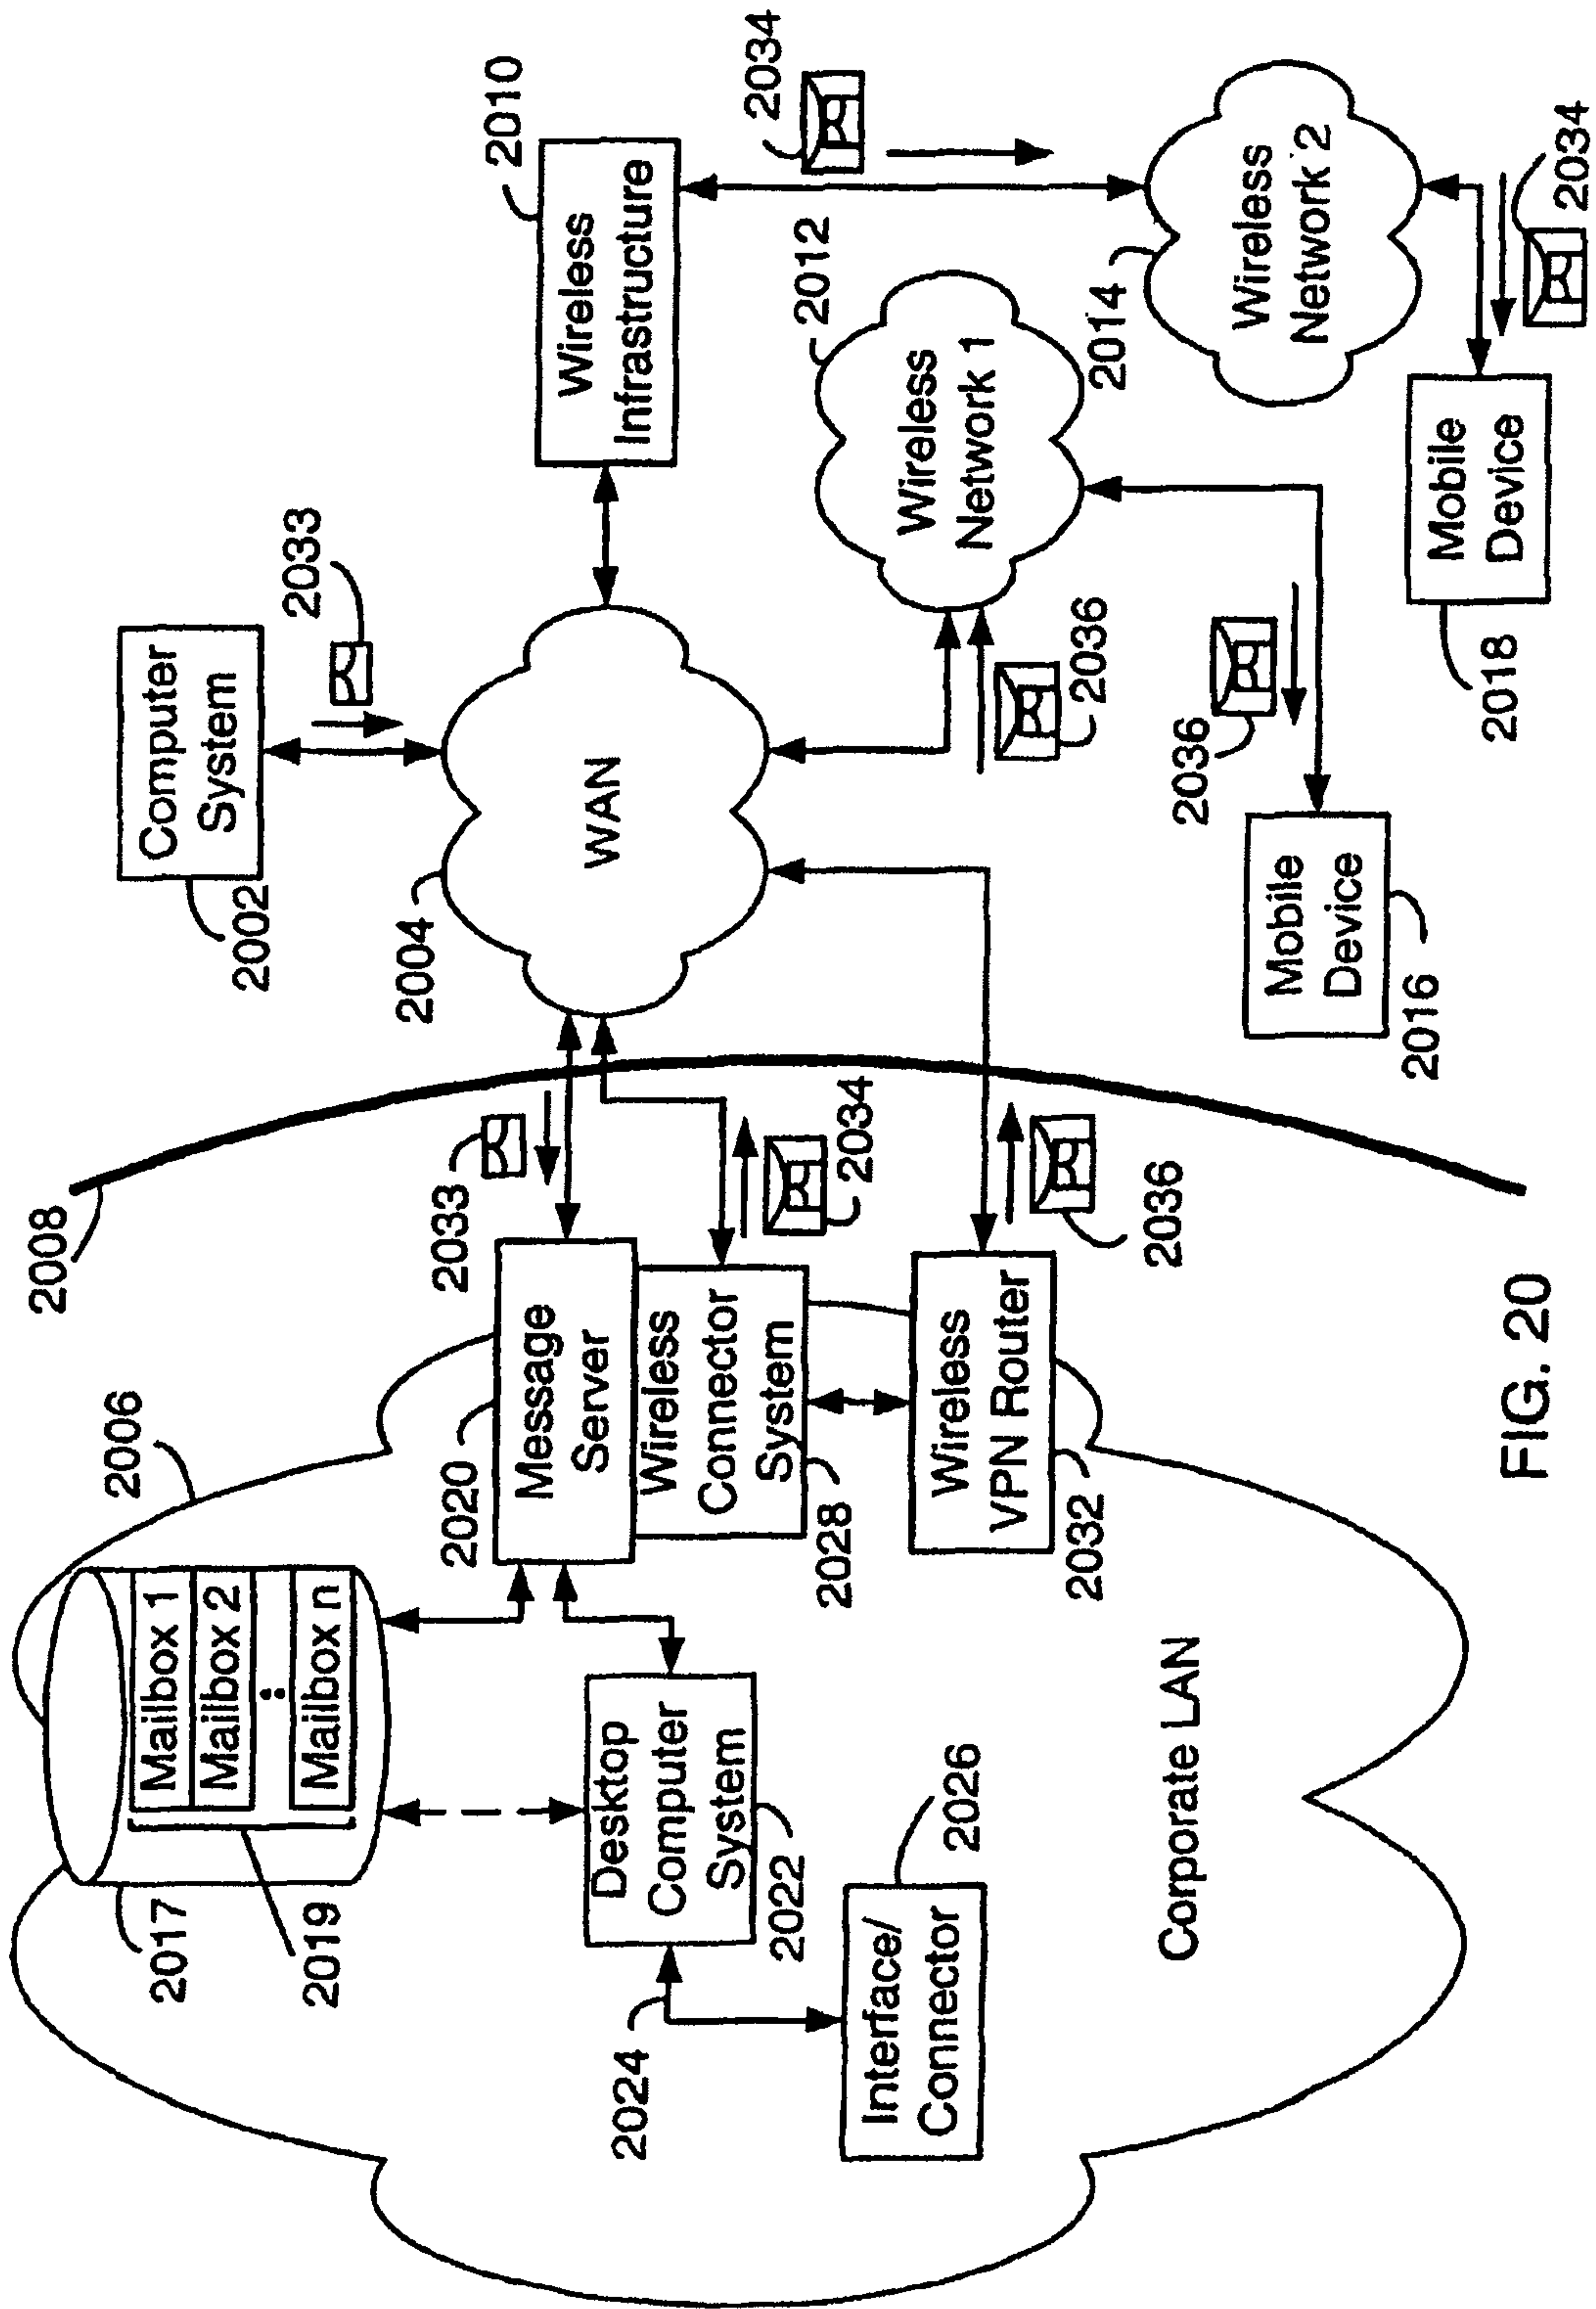 2008
2006
2017
2019
Mailbox 1
Mailbox 2
Mailbox n
2002
Computer
System
2033
2010
Wireless
Infrastructure
2034
2004
WAN
2033
2020
Message
Server
Wireless
Connector
System
2028
2034
Desktop
Computer
System
2022
2024
Interface/
Connector
2026
Wireless
VPN Router
2032
2036
2012
Wireless
Network 1
2036
2014
Wireless
Network 2
2034
2036
Mobile
Device
2016
Mobile
Device
2018
Corporate LAN
FIG. 20